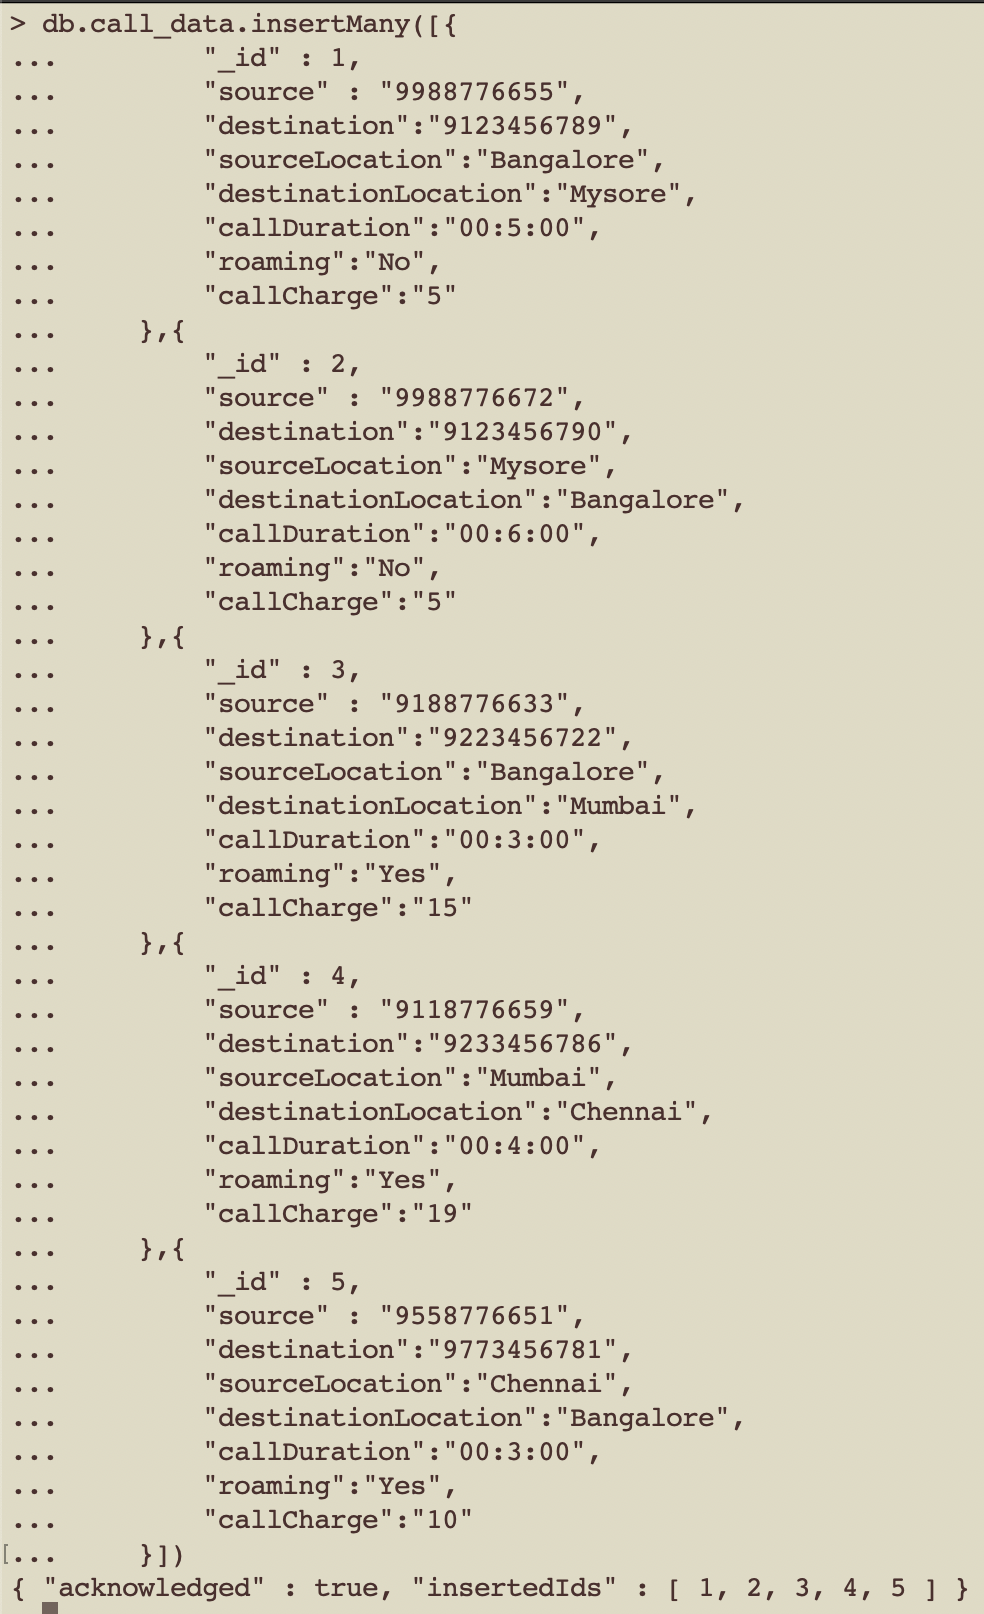 > db.call_data.insertMany([{
...         "_id" : 1,
...         "source" : "9988776655",
...         "destination":"9123456789",
...         "sourceLocation":"Bangalore",
...         "destinationLocation":"Mysore",
...         "callDuration":"00:5:00",
...         "roaming":"No",
...         "callCharge":"5"
...     },{
...         "_id" : 2,
...         "source" : "9988776672",
...         "destination":"9123456790",
...         "sourceLocation":"Mysore",
...         "destinationLocation":"Bangalore",
...         "callDuration":"00:6:00",
...         "roaming":"No",
...         "callCharge":"5"
...     },{
...         "_id" : 3,
...         "source" : "9188776633",
...         "destination":"9223456722",
...         "sourceLocation":"Bangalore",
...         "destinationLocation":"Mumbai",
...         "callDuration":"00:3:00",
...         "roaming":"Yes",
...         "callCharge":"15"
...     },{
...         "_id" : 4,
...         "source" : "9118776659",
...         "destination":"9233456786",
...         "sourceLocation":"Mumbai",
...         "destinationLocation":"Chennai",
...         "callDuration":"00:4:00",
...         "roaming":"Yes",
...         "callCharge":"19"
...     },{
...         "_id" : 5,
...         "source" : "9558776651",
...         "destination":"9773456781",
...         "sourceLocation":"Chennai",
...         "destinationLocation":"Bangalore",
...         "callDuration":"00:3:00",
...         "roaming":"Yes",
...         "callCharge":"10"
[...     }])
{ "acknowledged" : true, "insertedIds" : [ 1, 2, 3, 4, 5 ] }